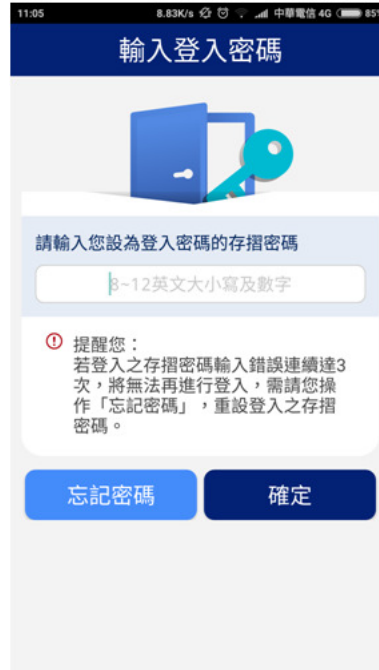 11:05 8.83K/s 中華電信 4G 85%
輸入登入密碼
請輸入您設為登入密碼的存摺密碼
8~12英文大小寫及數字
提醒您：
若登入之存摺密碼輸入錯誤連續達3
次，將無法再進行登入，需請您操
作「忘記密碼」，重設登入之存摺
密碼。
忘記密碼 確定